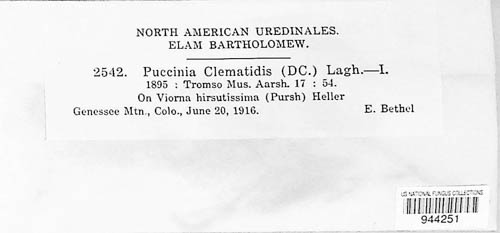 NORTH AMERICAN UREDINALES.
ELAM BARTHOLOMEW.
2542. Puccinia Clematidis (DC.) Lagh.—I.
1895 : Tromso Mus. Aarsh. 17 : 54.
On Viorna hirsutissima (Pursh) Heller
Genessee Mtn., Colo., June 20, 1916. E. Bethel
US NATIONAL FUNGUS COLLECTIONS
944251